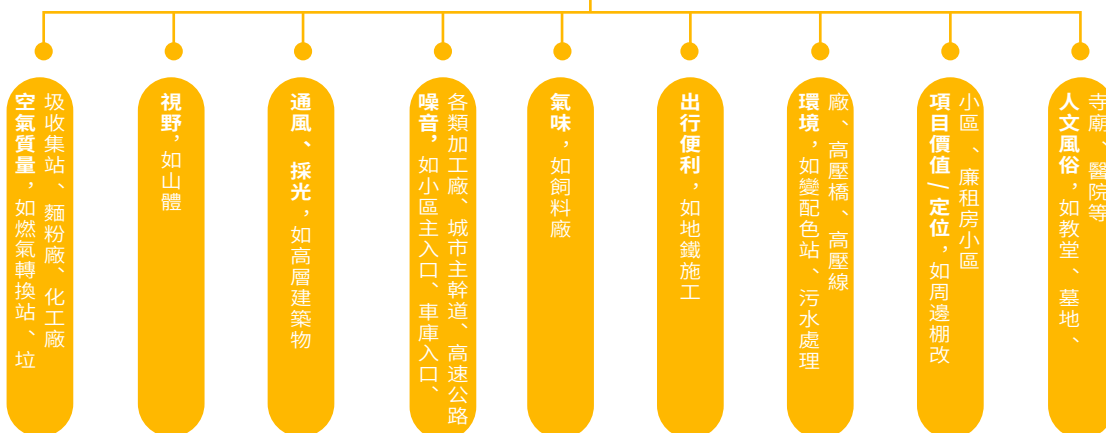 空氣質量，如燃氣轉換站、垃
圾收集站、麵粉廠、化工廠
視野，如山體
通風、採光，如高層建築物
噪音，如小區主入口、車庫入口、
各類加工廠、城市主幹道、高速公路
氣味，如飼料廠
出行便利，如地鐵施工
環境，如變配色站、污水處理
廠、高壓橋、高壓線
項目價值 / 定位，如周邊棚改
小區 、廉租房小區
人文風俗，如教堂、墓地、
寺廟、醫院等